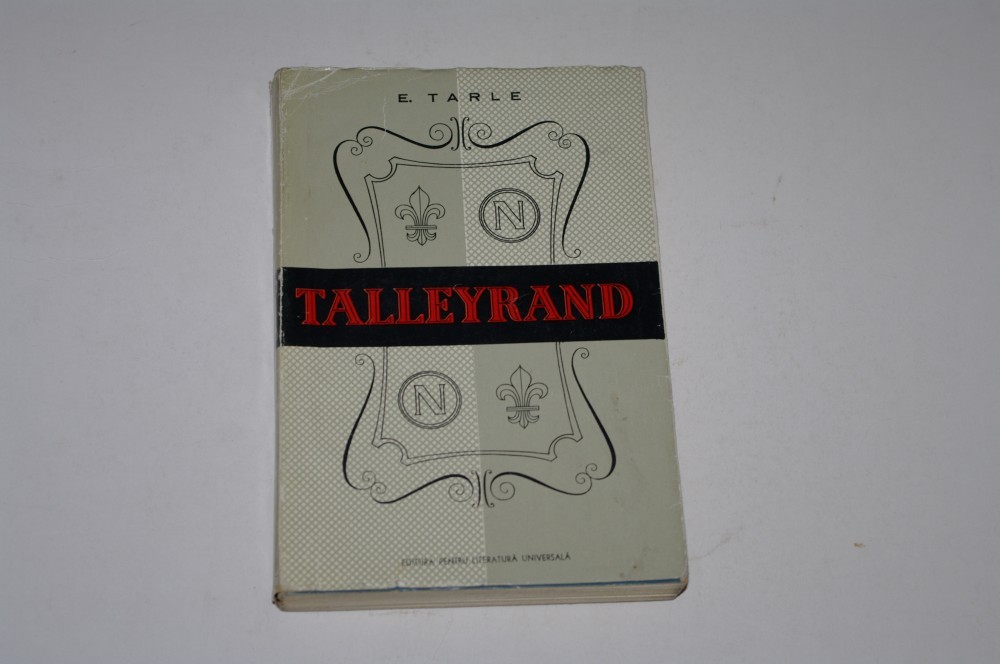 E. TARLE
N
TALLEYRAND
N
EDITURA PENTRU LITERATURĂ UNIVERSALĂ